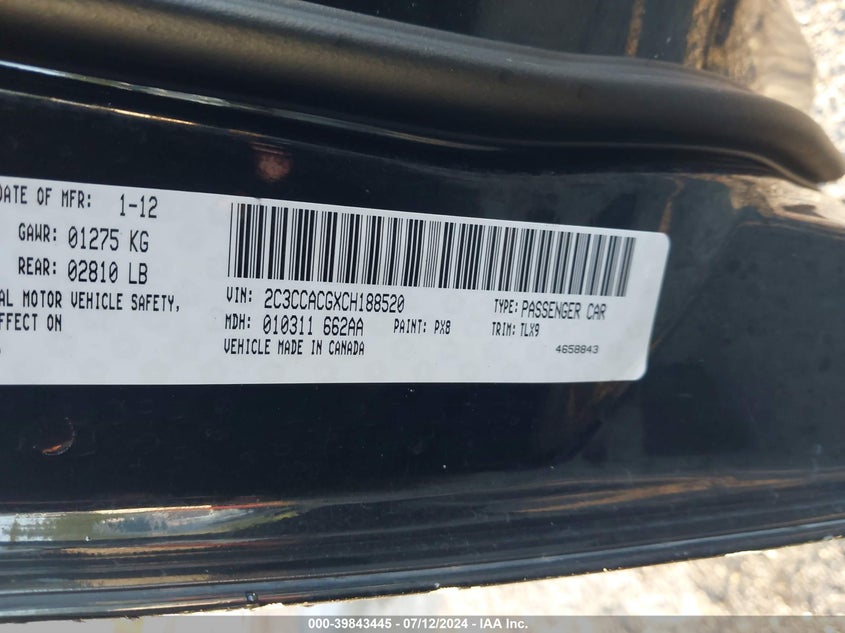 DATE OF MFR: 1-12
GAWR: 01275 KG
REAR: 02810 LB
AL MOTOR VEHICLE SAFETY,
EFFECT ON
VIN: 2C3CCACGXCH188520 TYPE: PASSENGER CAR
MDH: 010311 662AA PAINT: PX8 TRIM: TLX9
VEHICLE MADE IN CANADA 4658843
000-39843445 - 07/12/2024 - IAA Inc.